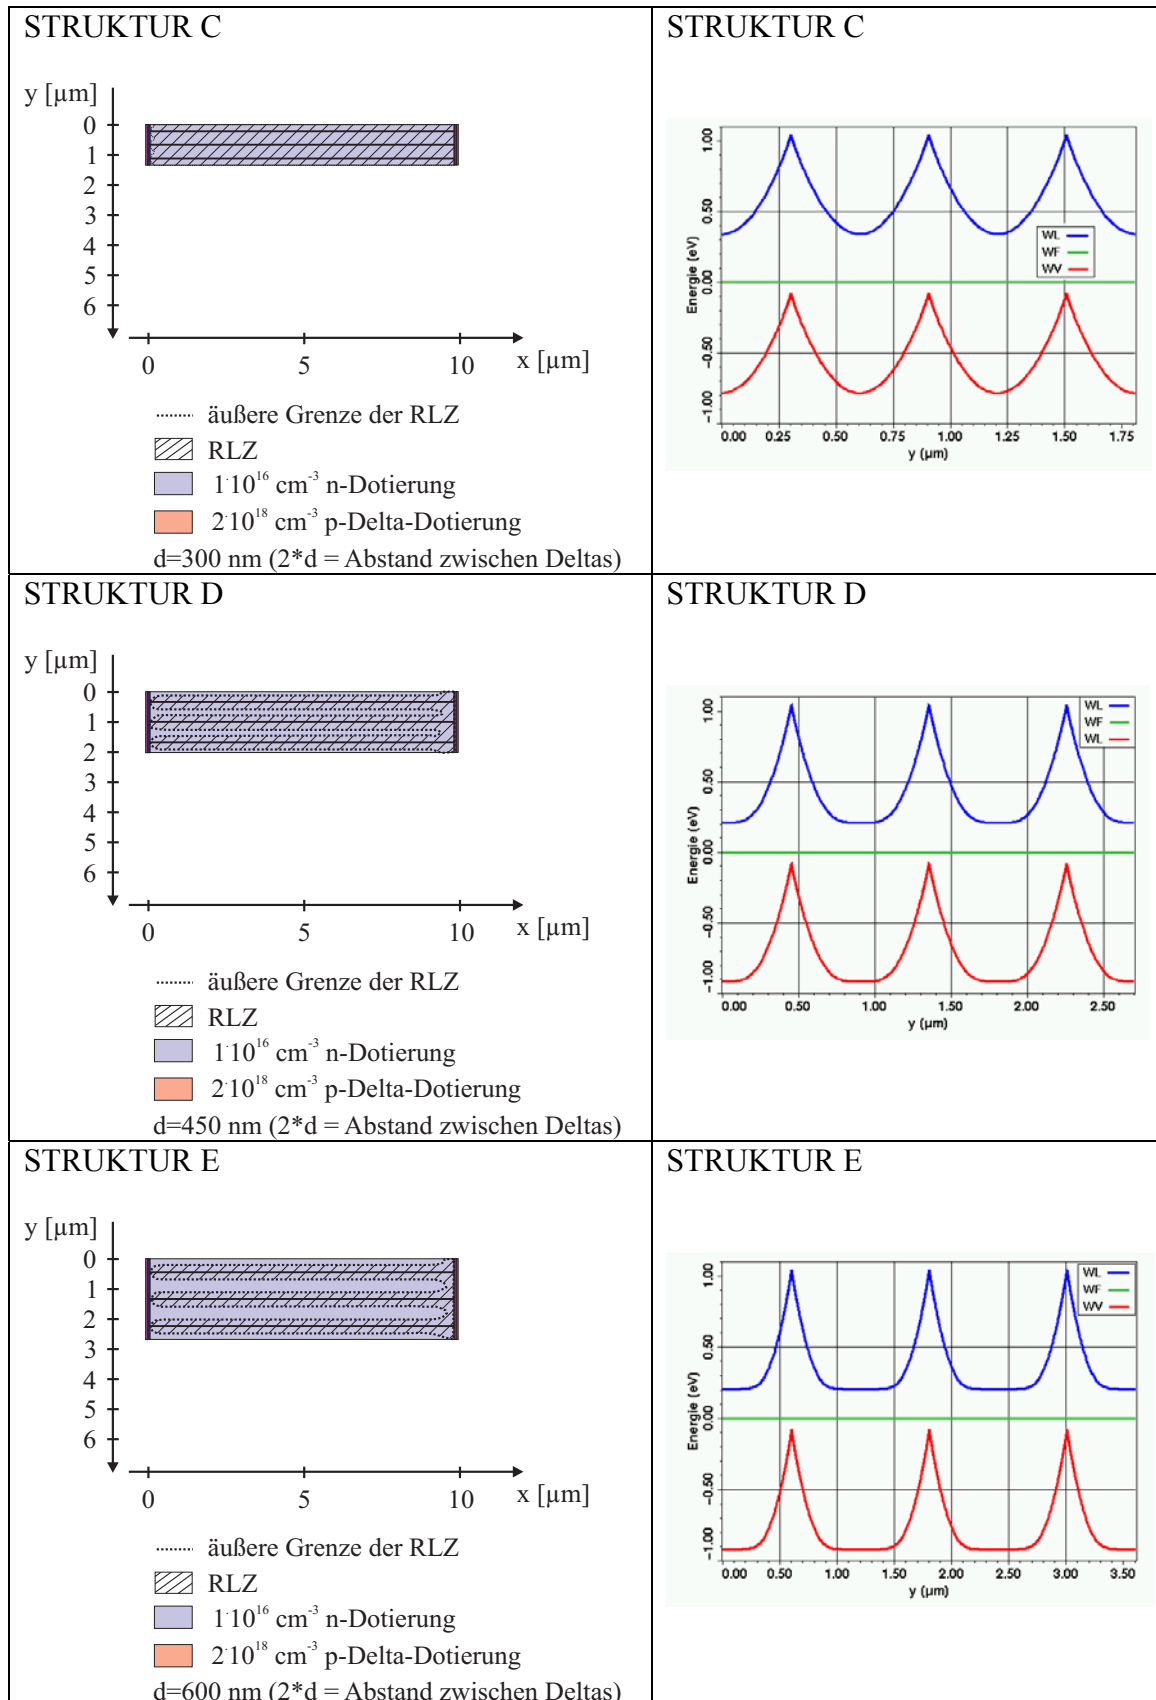 STRUKTUR C
y [µm]
0
1
2
3
4
5
6
0
5
10
x [µm]
äußere Grenze der RLZ
RLZ
1·10¹⁶ cm⁻³ n-Dotierung
2·10¹⁸ cm⁻³ p-Delta-Dotierung
d=300 nm (2*d = Abstand zwischen Deltas)
STRUKTUR C
Energie (eV)
1.00
0.50
0.00
−0.50
−1.00
WL
WF
WV
0.00 0.25 0.50 0.75 1.00 1.25 1.50 1.75
y (µm)
STRUKTUR D
y [µm]
0
1
2
3
4
5
6
0
5
10
x [µm]
äußere Grenze der RLZ
RLZ
1·10¹⁶ cm⁻³ n-Dotierung
2·10¹⁸ cm⁻³ p-Delta-Dotierung
d=450 nm (2*d = Abstand zwischen Deltas)
STRUKTUR D
Energie (eV)
1.00
0.50
0.00
−0.50
−1.00
WL
WF
WL
0.00 0.50 1.00 1.50 2.00 2.50
y (µm)
STRUKTUR E
y [µm]
0
1
2
3
4
5
6
0
5
10
x [µm]
äußere Grenze der RLZ
RLZ
1·10¹⁶ cm⁻³ n-Dotierung
2·10¹⁸ cm⁻³ p-Delta-Dotierung
d=600 nm (2*d = Abstand zwischen Deltas)
STRUKTUR E
Energie (eV)
1.00
0.50
0.00
−0.50
−1.00
WL
WF
WV
0.00 0.50 1.00 1.50 2.00 2.50 3.00 3.50
y (µm)